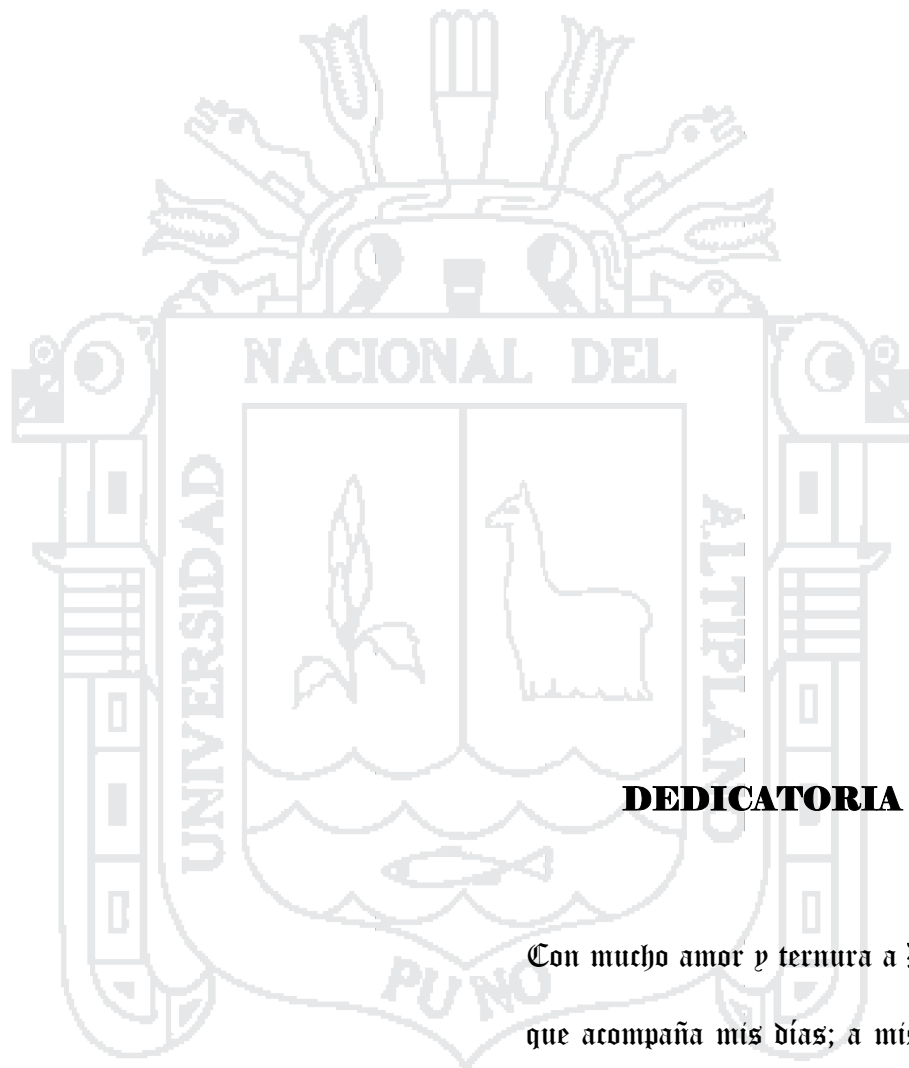 NACIONAL DEL
UNIVERSIDAD
ALTIPLANO
PUNO
DEDICATORIA
Con mucho amor y ternura a
que acompaña mis días; a mis